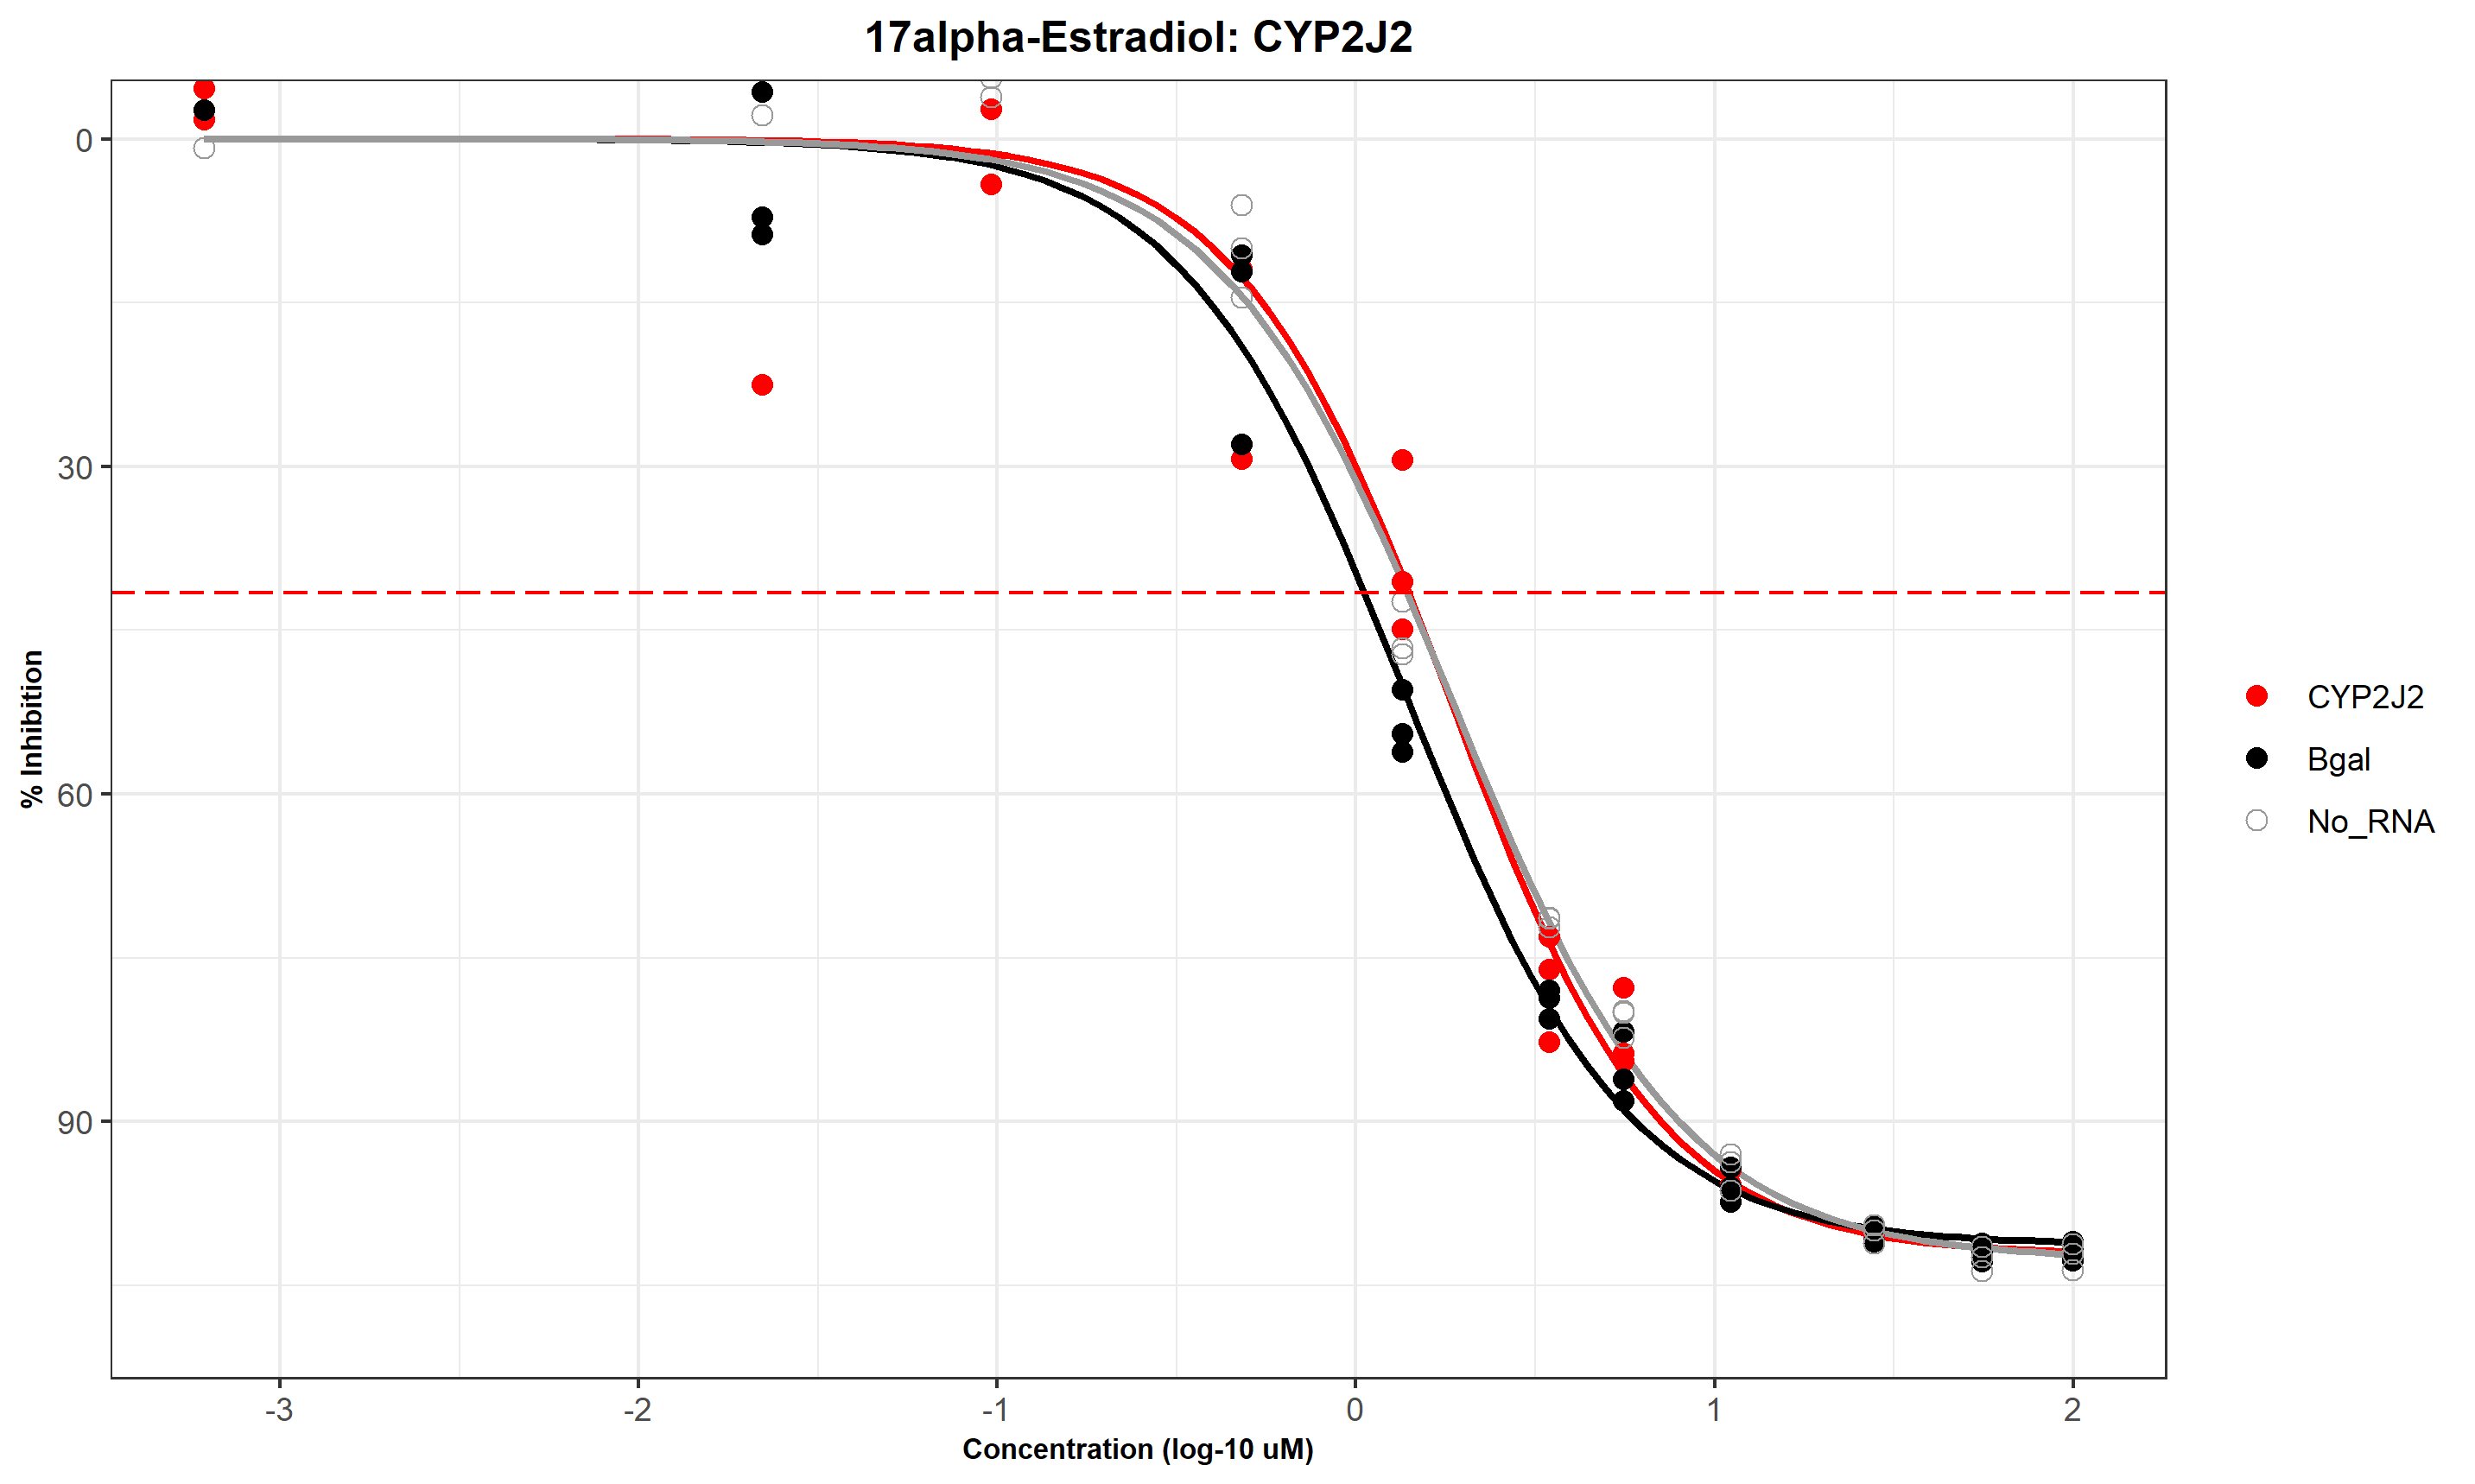 17alpha-Estradiol: CYP2J2
% Inhibition
0
30
60
90
-3 -2 -1 0 1 2
Concentration (log-10 uM)
CYP2J2
Bgal
No_RNA